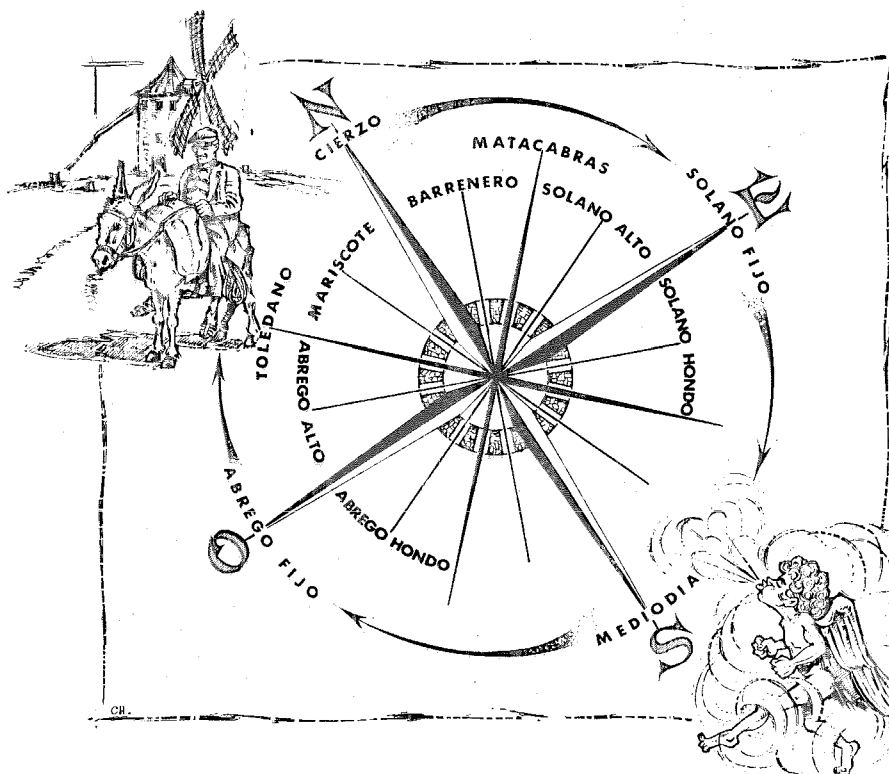 N
CIERZO
MATACABRAS
BARRENERO
SOLANO ALTO
SOLANO FIJO
E
MARISCOTE
TOLEDANO
SOLANO HONDO
ABREGO ALTO
ABREGO FIJO
O
ABREGO HONDO
MEDIODIA
S
CH.